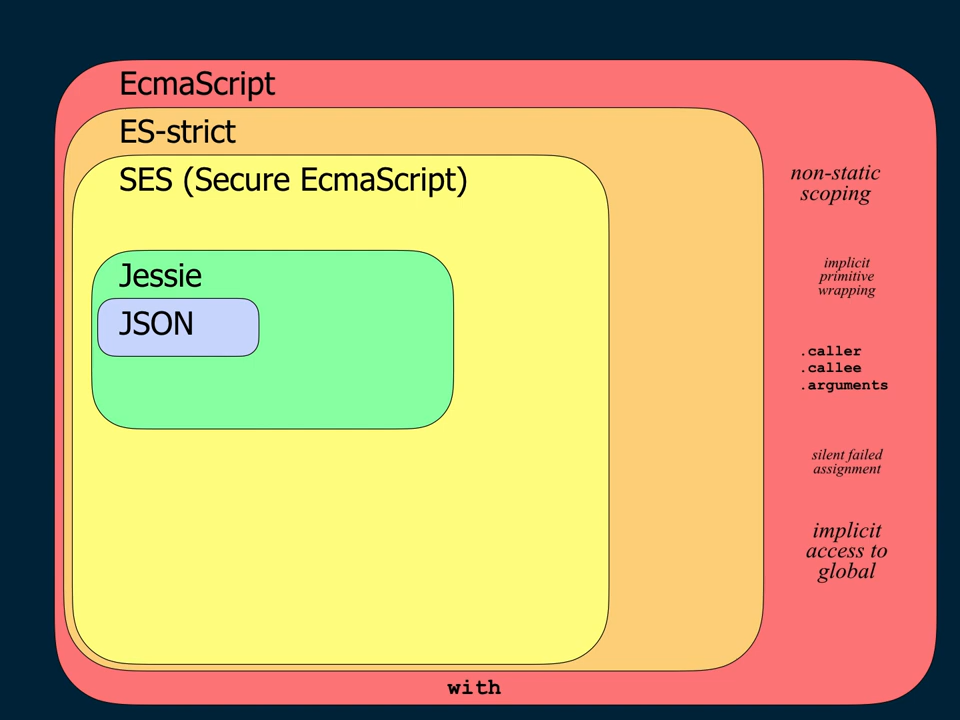 EcmaScript
ES-strict
SES (Secure EcmaScript)
Jessie
JSON
non-static
scoping
implicit
primitive
wrapping
.caller
.callee
.arguments
silent failed
assignment
implicit
access to
global
with